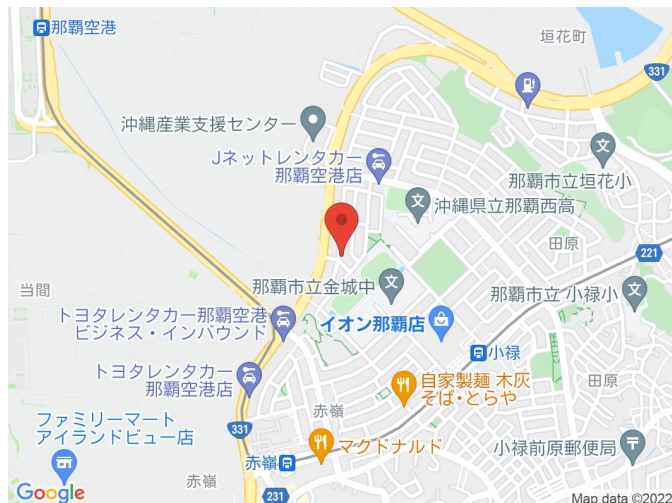 那覇空港
垣花町
331
沖縄産業支援センター
Jネットレンタカー
那覇空港店
那覇市立垣花小
沖縄県立那覇西高
田原
221
当間
那覇市立金城中
那覇市立 小禄小
トヨタレンタカー那覇空港
ビジネス・インバウンド
イオン那覇店
小禄
トヨタレンタカー
那覇空港店
自家製麺 木灰
そば・とらや
田原
赤嶺
ファミリーマート
アイランドビュー店
331
マクドナルド
小禄前原郵便局
赤嶺
赤嶺
231
Google
Map data ©2022
文
文
文
文